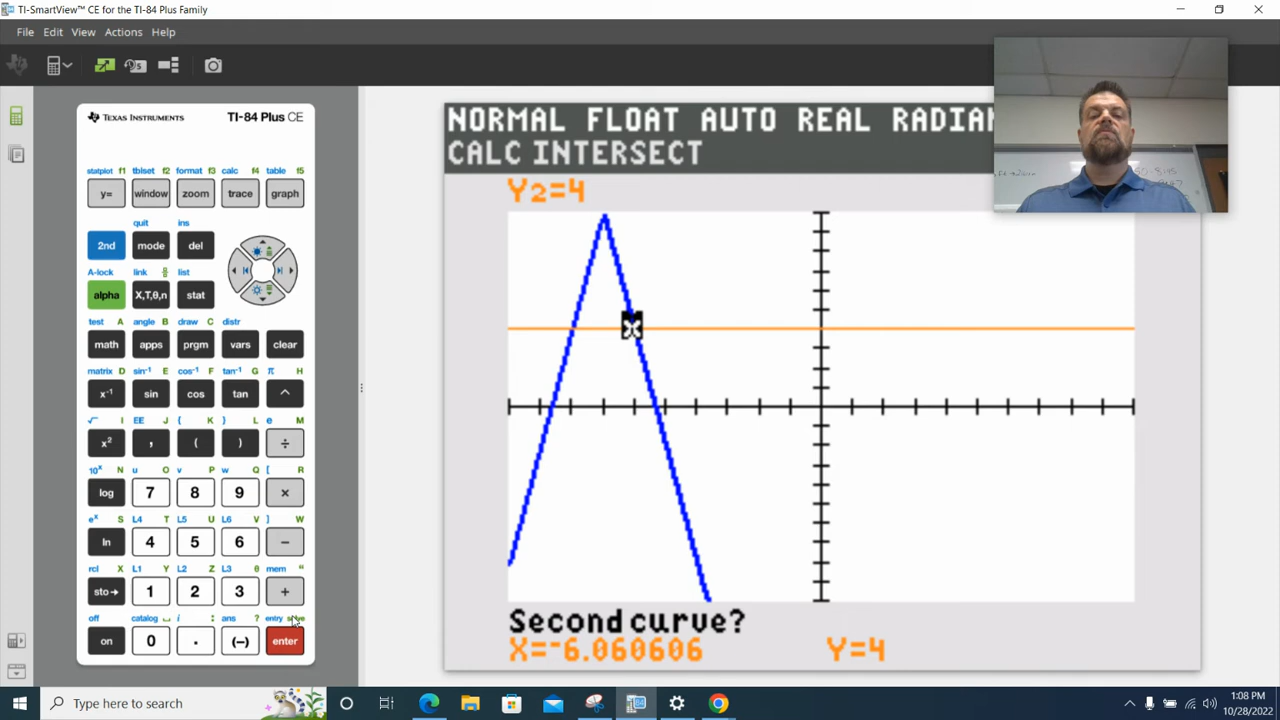 TI-SmartView™ CE for the TI-84 Plus Family
File Edit View Actions Help
TEXAS INSTRUMENTS TI-84 Plus CE
statplot f1 tblset f2 format f3 calc f4 table f5
y= window zoom trace graph
quit ins
2nd mode del
A-lock link list
alpha X,T,θ,n stat
test A angle B draw C distr
math apps prgm vars clear
matrix D sin⁻¹ E cos⁻¹ F tan⁻¹ G π H
x⁻¹ sin cos tan ^
√ I EE J { K } L e M
x² , ( ) ÷
10ˣ N u O v P w Q [ R
log 7 8 9 ×
eˣ S L4 T L5 U L6 V ] W
ln 4 5 6 −
rcl X L1 Y L2 Z L3 θ mem "
sto→ 1 2 3 +
off catalog i : ans ? entry solve
on 0 . (−) enter
NORMAL FLOAT AUTO REAL RADIAN
CALC INTERSECT
Y2=4
Second curve?
X=-6.060606 Y=4
Type here to search
1:08 PM
10/28/2022